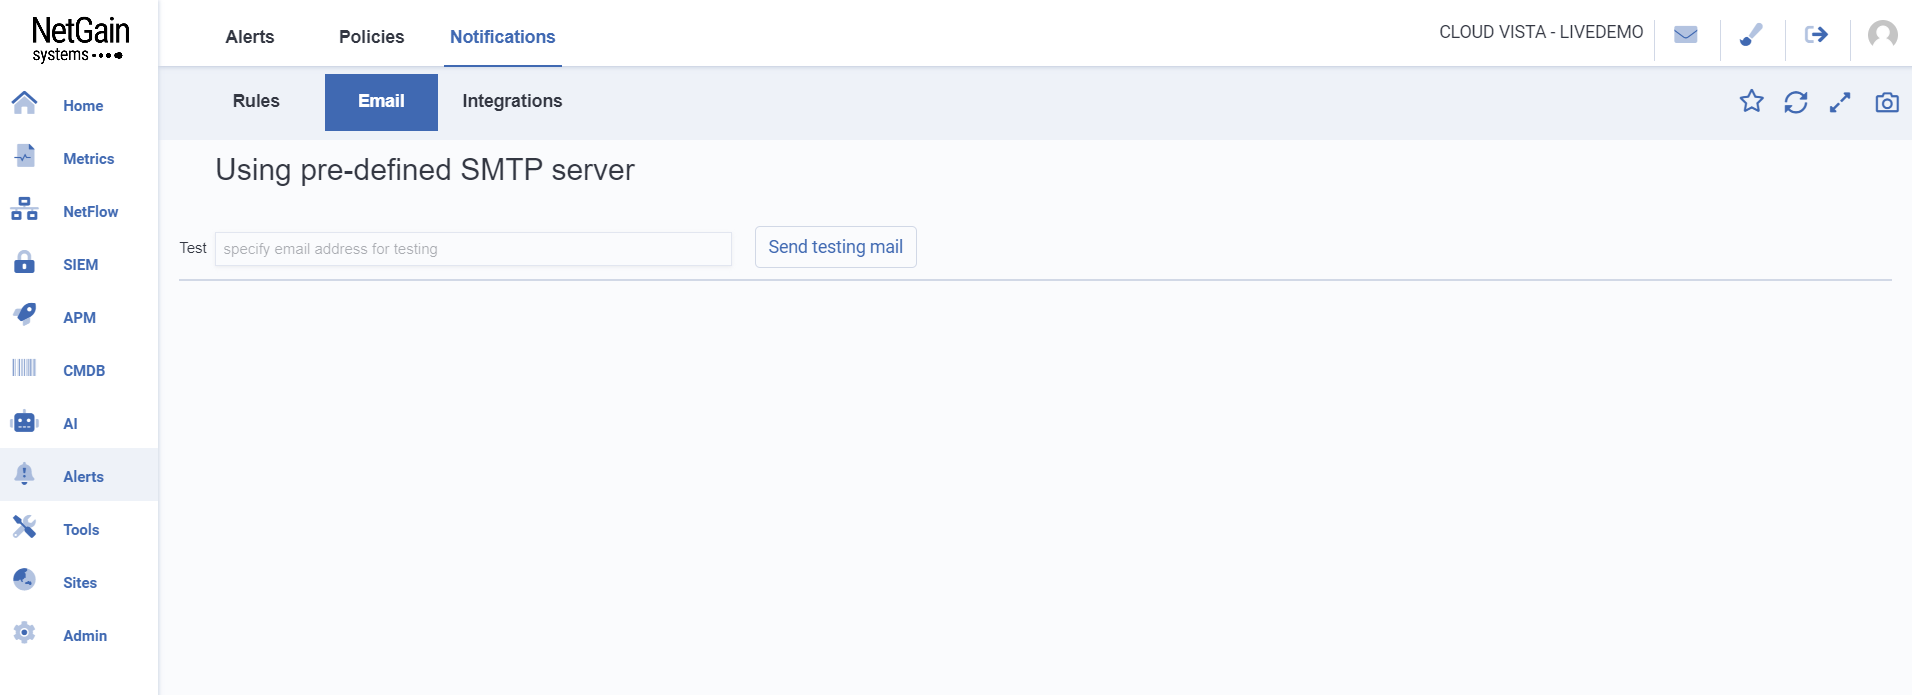 NetGain
systems
Alerts
Policies
Notifications
CLOUD VISTA - LIVEDEMO
Rules
Email
Integrations
Home
Metrics
NetFlow
SIEM
APM
CMDB
AI
Alerts
Tools
Sites
Admin
Using pre-defined SMTP server
Test
specify email address for testing
Send testing mail